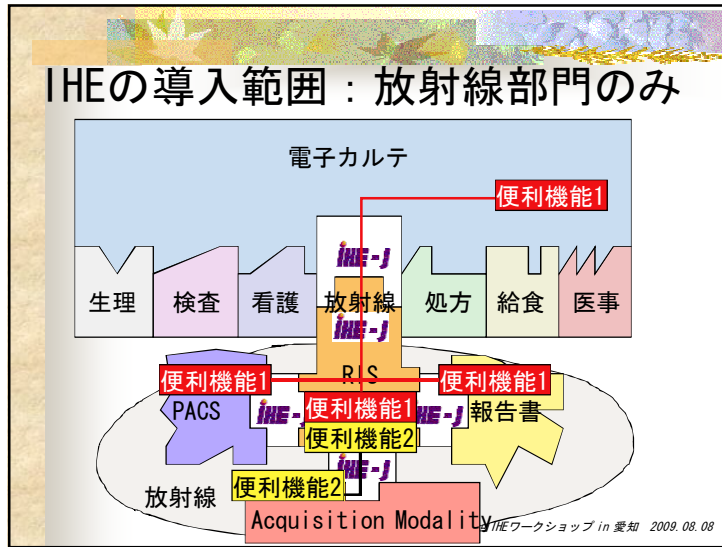 IHEの導入範囲：放射線部門のみ
電子カルテ
便利機能1
IHE-J
生理
検査
看護
放射線
処方
給食
医事
IHE-J
RIS
便利機能1
便利機能1
PACS
IHE-J
便利機能1
IHE-J
報告書
便利機能2
IHE-J
放射線
便利機能2
Acquisition Modality
IHEワークショップ in 愛知 2009.08.08